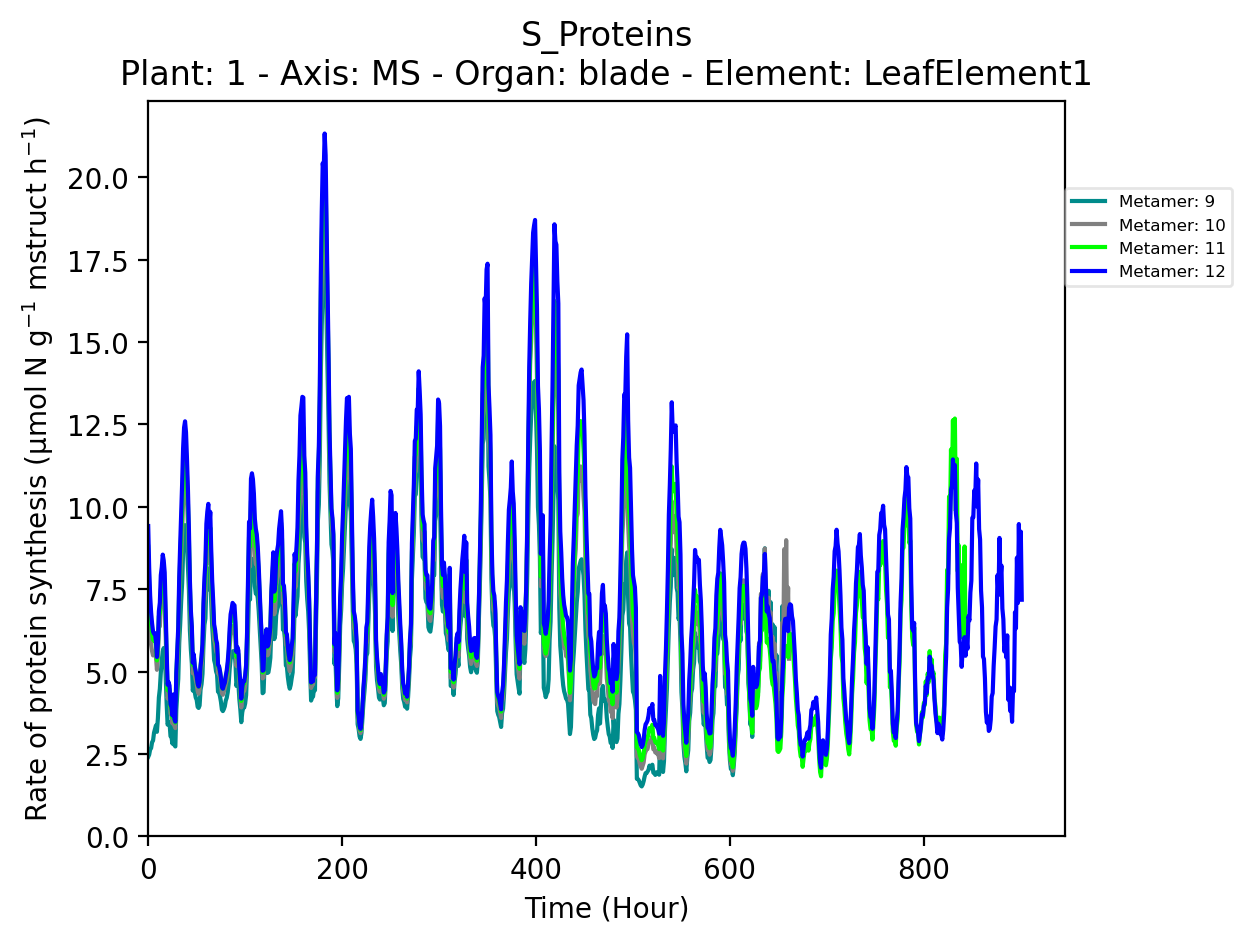 S_Proteins
Plant: 1 - Axis: MS - Organ: blade - Element: LeafElement1
Rate of protein synthesis (µmol N g⁻¹ mstruct h⁻¹)
20.0
17.5
15.0
12.5
10.0
7.5
5.0
2.5
0.0
0 200 400 600 800
Time (Hour)
Metamer: 9
Metamer: 10
Metamer: 11
Metamer: 12